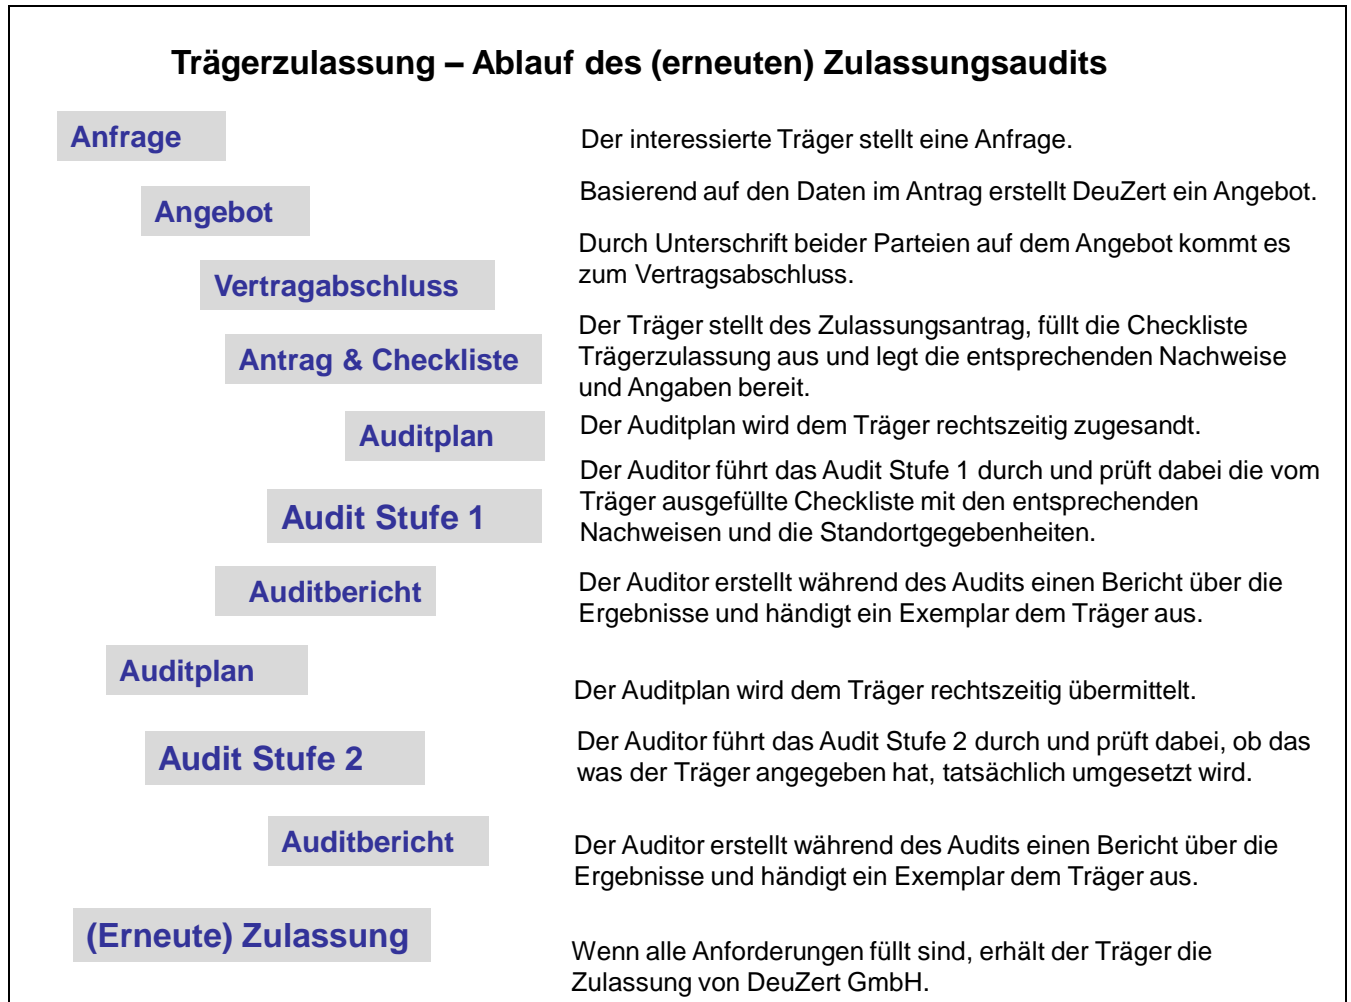 Trägerzulassung – Ablauf des (erneuten) Zulassungsaudits
Anfrage
Der interessierte Träger stellt eine Anfrage.
Angebot
Basierend auf den Daten im Antrag erstellt DeuZert ein Angebot.
Vertragabschluss
Durch Unterschrift beider Parteien auf dem Angebot kommt es
zum Vertragsabschluss.
Antrag & Checkliste
Der Träger stellt des Zulassungsantrag, füllt die Checkliste
Trägerzulassung aus und legt die entsprechenden Nachweise
und Angaben bereit.
Auditplan
Der Auditplan wird dem Träger rechtszeitig zugesandt.
Audit Stufe 1
Der Auditor führt das Audit Stufe 1 durch und prüft dabei die vom
Träger ausgefüllte Checkliste mit den entsprechenden
Nachweisen und die Standortgegebenheiten.
Auditbericht
Der Auditor erstellt während des Audits einen Bericht über die
Ergebnisse und händigt ein Exemplar dem Träger aus.
Auditplan
Der Auditplan wird dem Träger rechtszeitig übermittelt.
Audit Stufe 2
Der Auditor führt das Audit Stufe 2 durch und prüft dabei, ob das
was der Träger angegeben hat, tatsächlich umgesetzt wird.
Auditbericht
Der Auditor erstellt während des Audits einen Bericht über die
Ergebnisse und händigt ein Exemplar dem Träger aus.
(Erneute) Zulassung
Wenn alle Anforderungen füllt sind, erhält der Träger die
Zulassung von DeuZert GmbH.